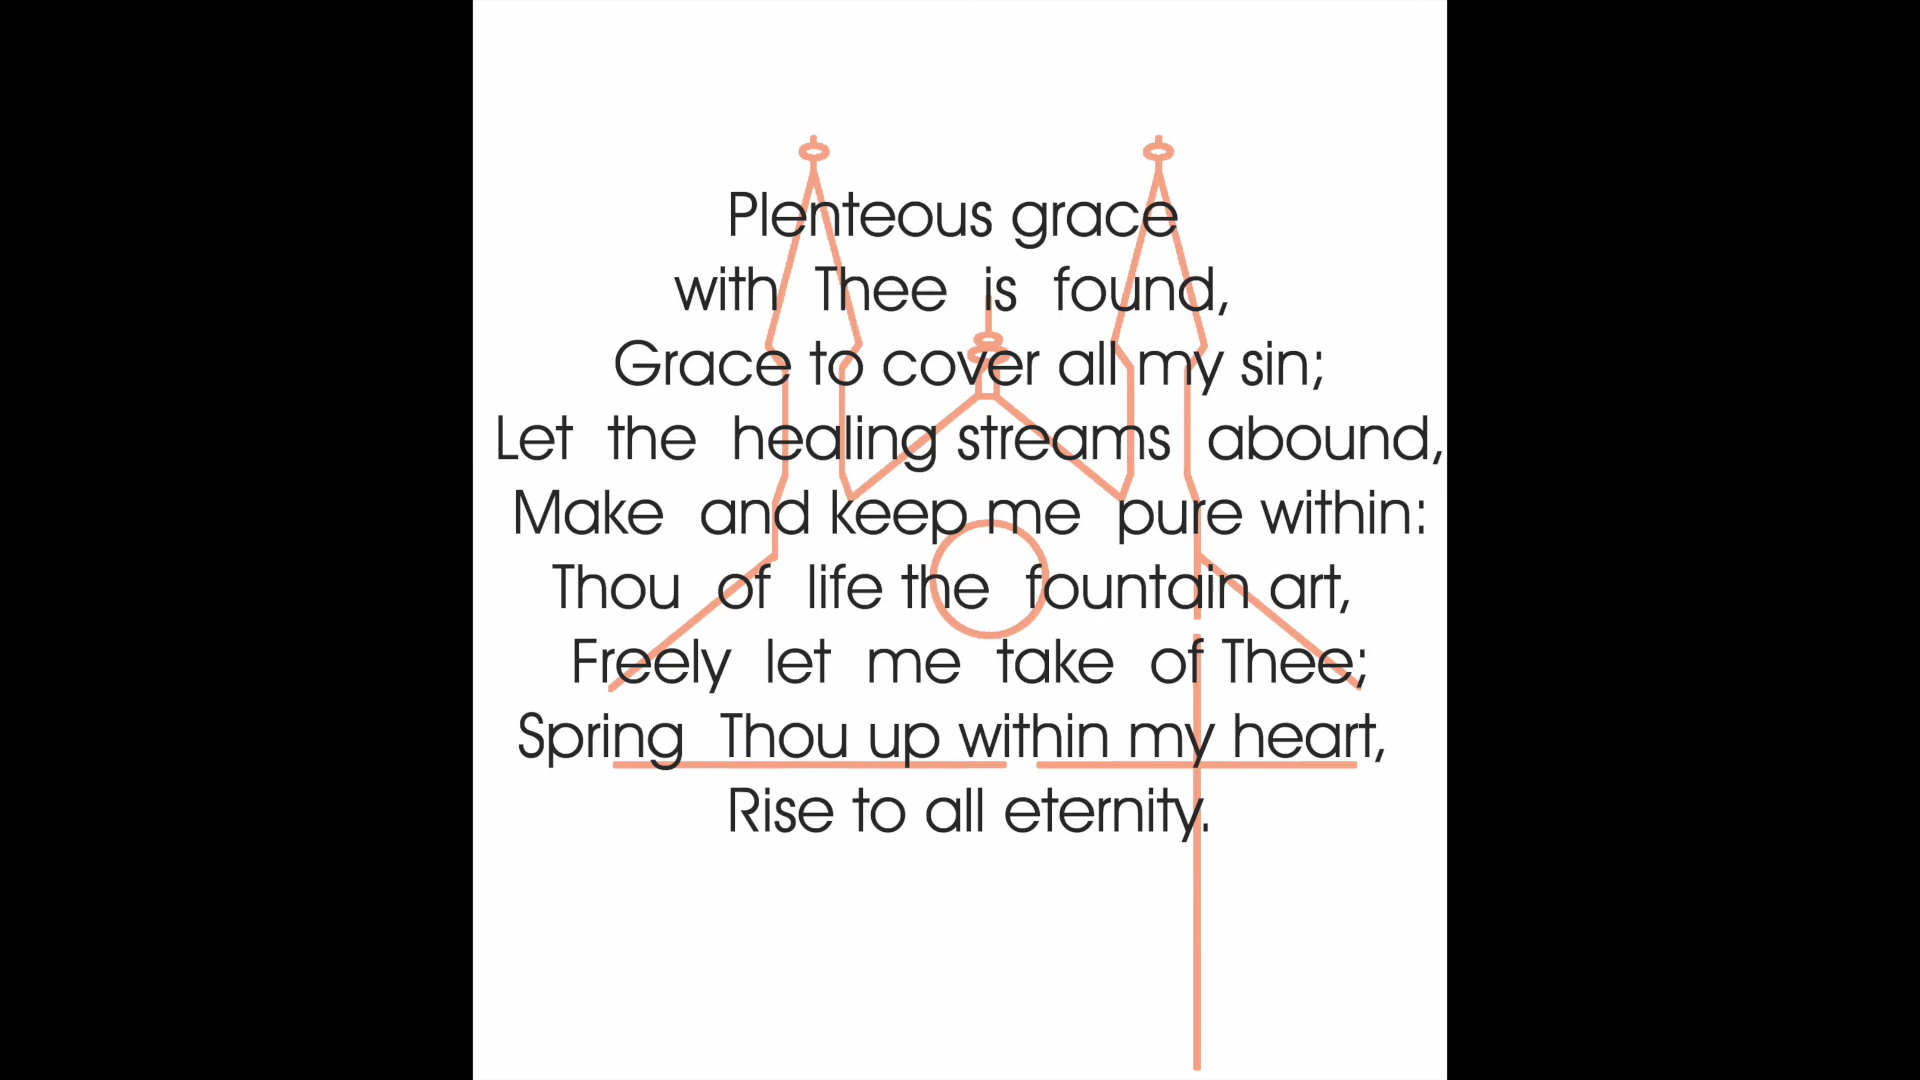 Plenteous grace
with Thee is found,
Grace to cover all my sin;
Let the healing streams abound,
Make and keep me pure within:
Thou of life the fountain art,
Freely let me take of Thee;
Spring Thou up within my heart,
Rise to all eternity.